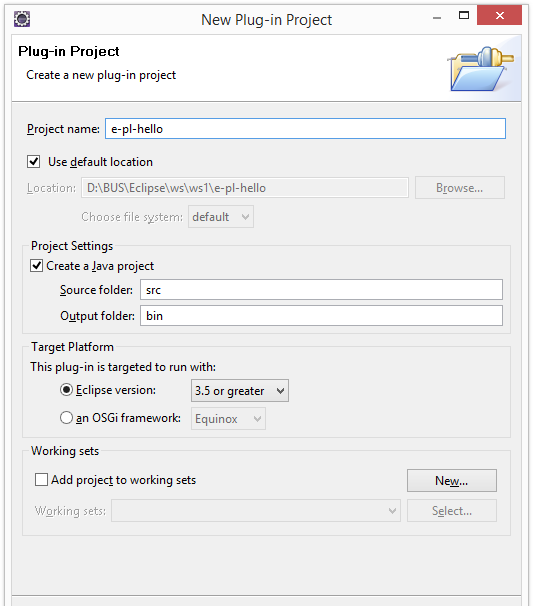 New Plug-in Project
Plug-in Project
Create a new plug-in project
Project name: e-pl-hello
Use default location
Location: D:\BUS\Eclipse\ws\ws1\e-pl-hello Browse...
Choose file system: default
Project Settings
Create a Java project
Source folder: src
Output folder: bin
Target Platform
This plug-in is targeted to run with:
Eclipse version: 3.5 or greater
an OSGi framework: Equinox
Working sets
Add project to working sets New...
Working sets: Select...